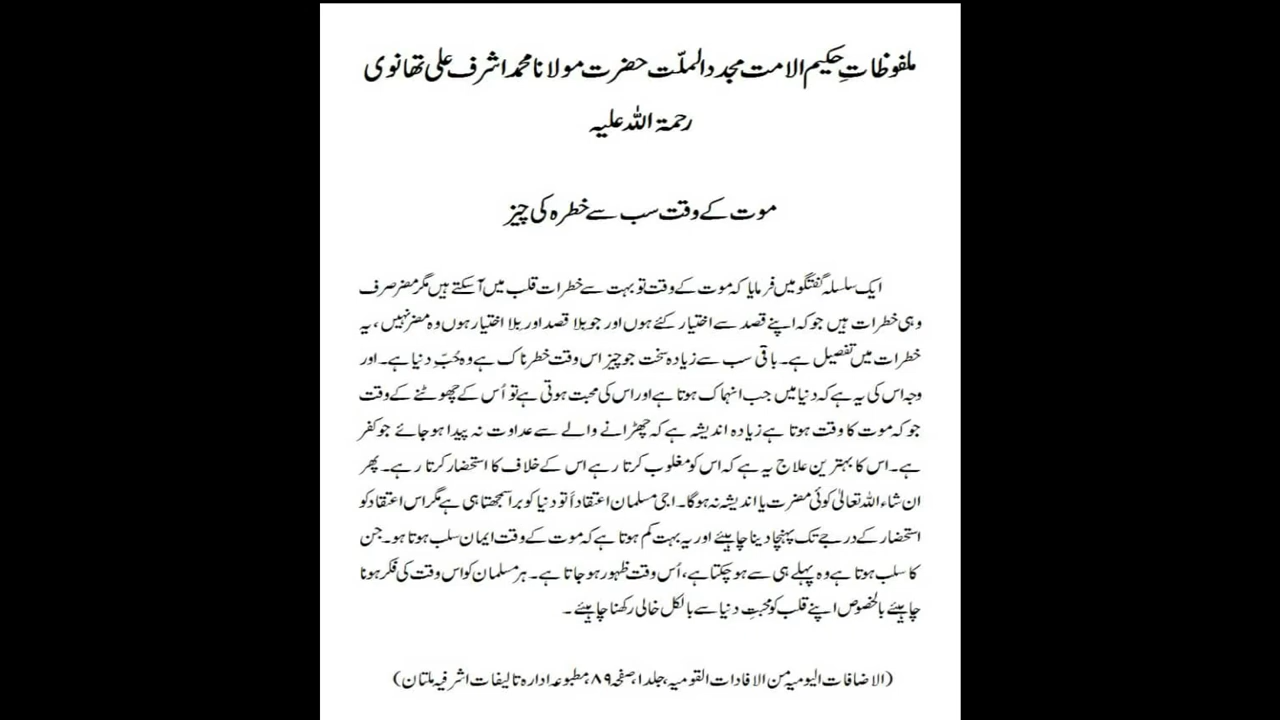 ملفوظاتِ حکیم الامت مجدد الملّت حضرت مولانا محمد اشرف علی تھانوی
رحمۃ اللہ علیہ
موت کے وقت سب سے خطرہ کی چیز
ایک سلسلہ گفتگو میں فرمایا کہ موت کے وقت تو بہت سے خطرات قلب میں آسکتے ہیں مگر مضر صرف
وہی خطرات ہیں جو کہ اپنے قصد سے اختیار کئے ہوں اور جو بلا قصد اور بِلا اختیار ہوں وہ مضر نہیں، یہ
خطرات میں تفصیل ہے۔ باقی سب سے زیادہ سخت جو چیز اس وقت خطرناک ہے وہ حُبِّ دنیا ہے۔ اور
وجہ اس کی یہ ہے کہ دنیا میں جب انہماک ہوتا ہے اور اس کی محبت ہوتی ہے تو اُس کے چھوٹنے کے وقت
جو کہ موت کا وقت ہوتا ہے زیادہ اندیشہ ہے کہ چھڑانے والے سے عداوت نہ پیدا ہو جائے جو کفر
ہے۔ اس کا بہترین علاج یہ ہے کہ اس کو مغلوب کرتا رہے اس کے خلاف کا استحضار کرتا رہے۔ پھر
ان شاء اللہ تعالیٰ کوئی مضرت یا اندیشہ نہ ہوگا۔ اجی مسلمان اعتقاداً تو دنیا کو برا سمجھتا ہی ہے مگر اس اعتقاد کو
استحضار کے درجے تک پہنچا دینا چاہیئے اور یہ بہت کم ہوتا ہے کہ موت کے وقت ایمان سلب ہوتا ہو۔ جن
کا سلب ہوتا ہے وہ پہلے ہی سے ہو چکتا ہے، اُس وقت ظہور ہو جاتا ہے۔ ہر مسلمان کو اس وقت کی فکر ہونا
چاہیئے بالخصوص اپنے قلب کو محبتِ دنیا سے بالکل خالی رکھنا چاہیئے ۔
(الاضافات الیومیہ من الافادات القومیہ، جلد ۱، صفحہ ۸۹، مطبوعہ ادارہ تالیفات اشرفیہ ملتان)